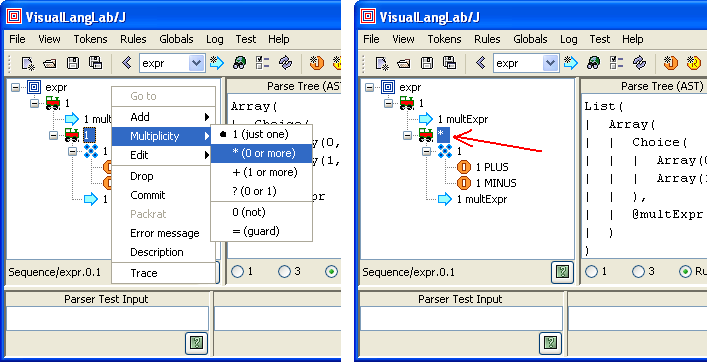 VisualLangLab/J
File View Tokens Rules Globals Log Test Help
expr
expr
1
1 multExpr
1
1
1 multExpr
Go to
Add
Multiplicity
Edit
Drop
Commit
Packrat
Error message
Description
Trace
1 (just one)
* (0 or more)
+ (1 or more)
? (0 or 1)
0 (not)
= (guard)
Parse Tree (AST)
Array(
Choice(
Sequence/expr.0.1
1 3
Parser Test Input
VisualLangLab/J
File View Tokens Rules Globals Log Test Help
expr
expr
1
1 multExpr
*
1
1 PLUS
1 MINUS
1 multExpr
Parse Tree (AST)
List(
| Array(
| | Choice(
| | | Array(0
| | | Array(
| | ),
| | @multExpr
| )
)
Sequence/expr.0.1
1 3 Ru
Parser Test Input